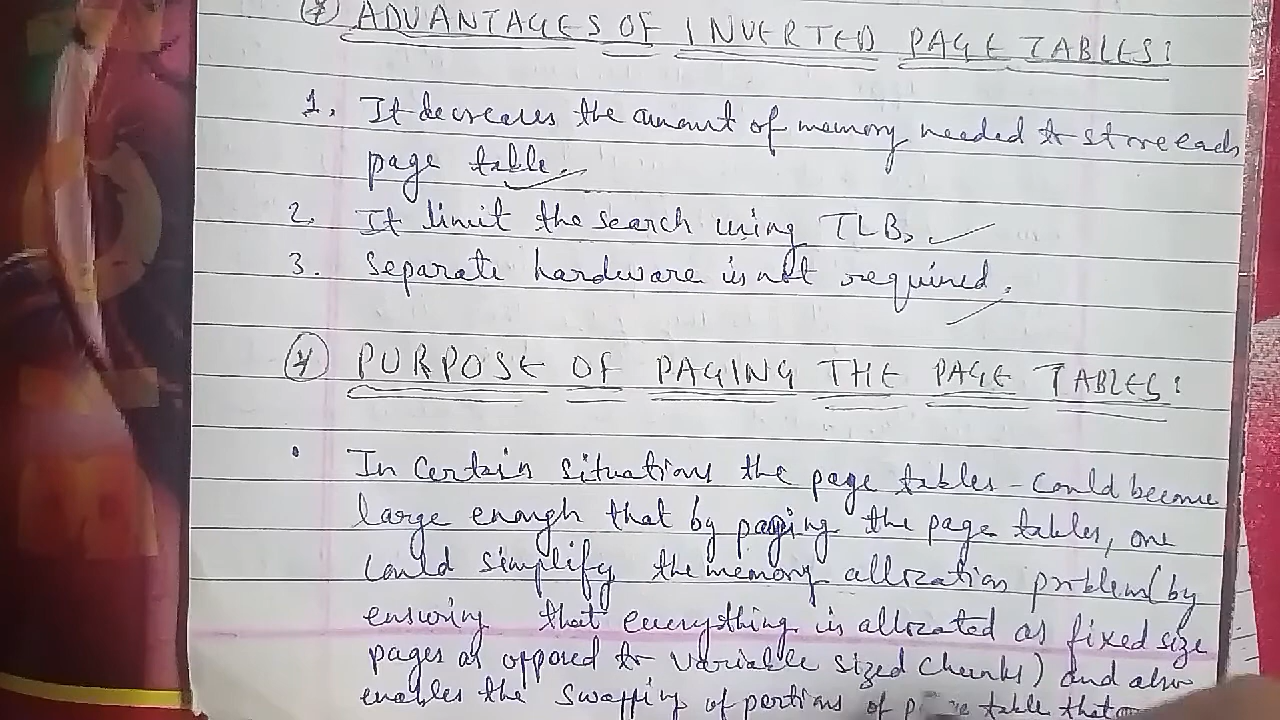 * ADVANTAGES OF INVERTED PAGE TABLES:
1. It decreases the amount of memory needed to store each
page table.
2. It limit the search using TLB.
3. Separate hardware is not required.
* PURPOSE OF PAGING THE PAGE TABLES:
• In certain situations the page tables could become
large enough that by paging the page tables, one
could simplify the memory allocation problem (by
ensuring that everything is allocated as fixed size
pages as opposed to variable sized chunks) and also
enables the swapping of portions of table that